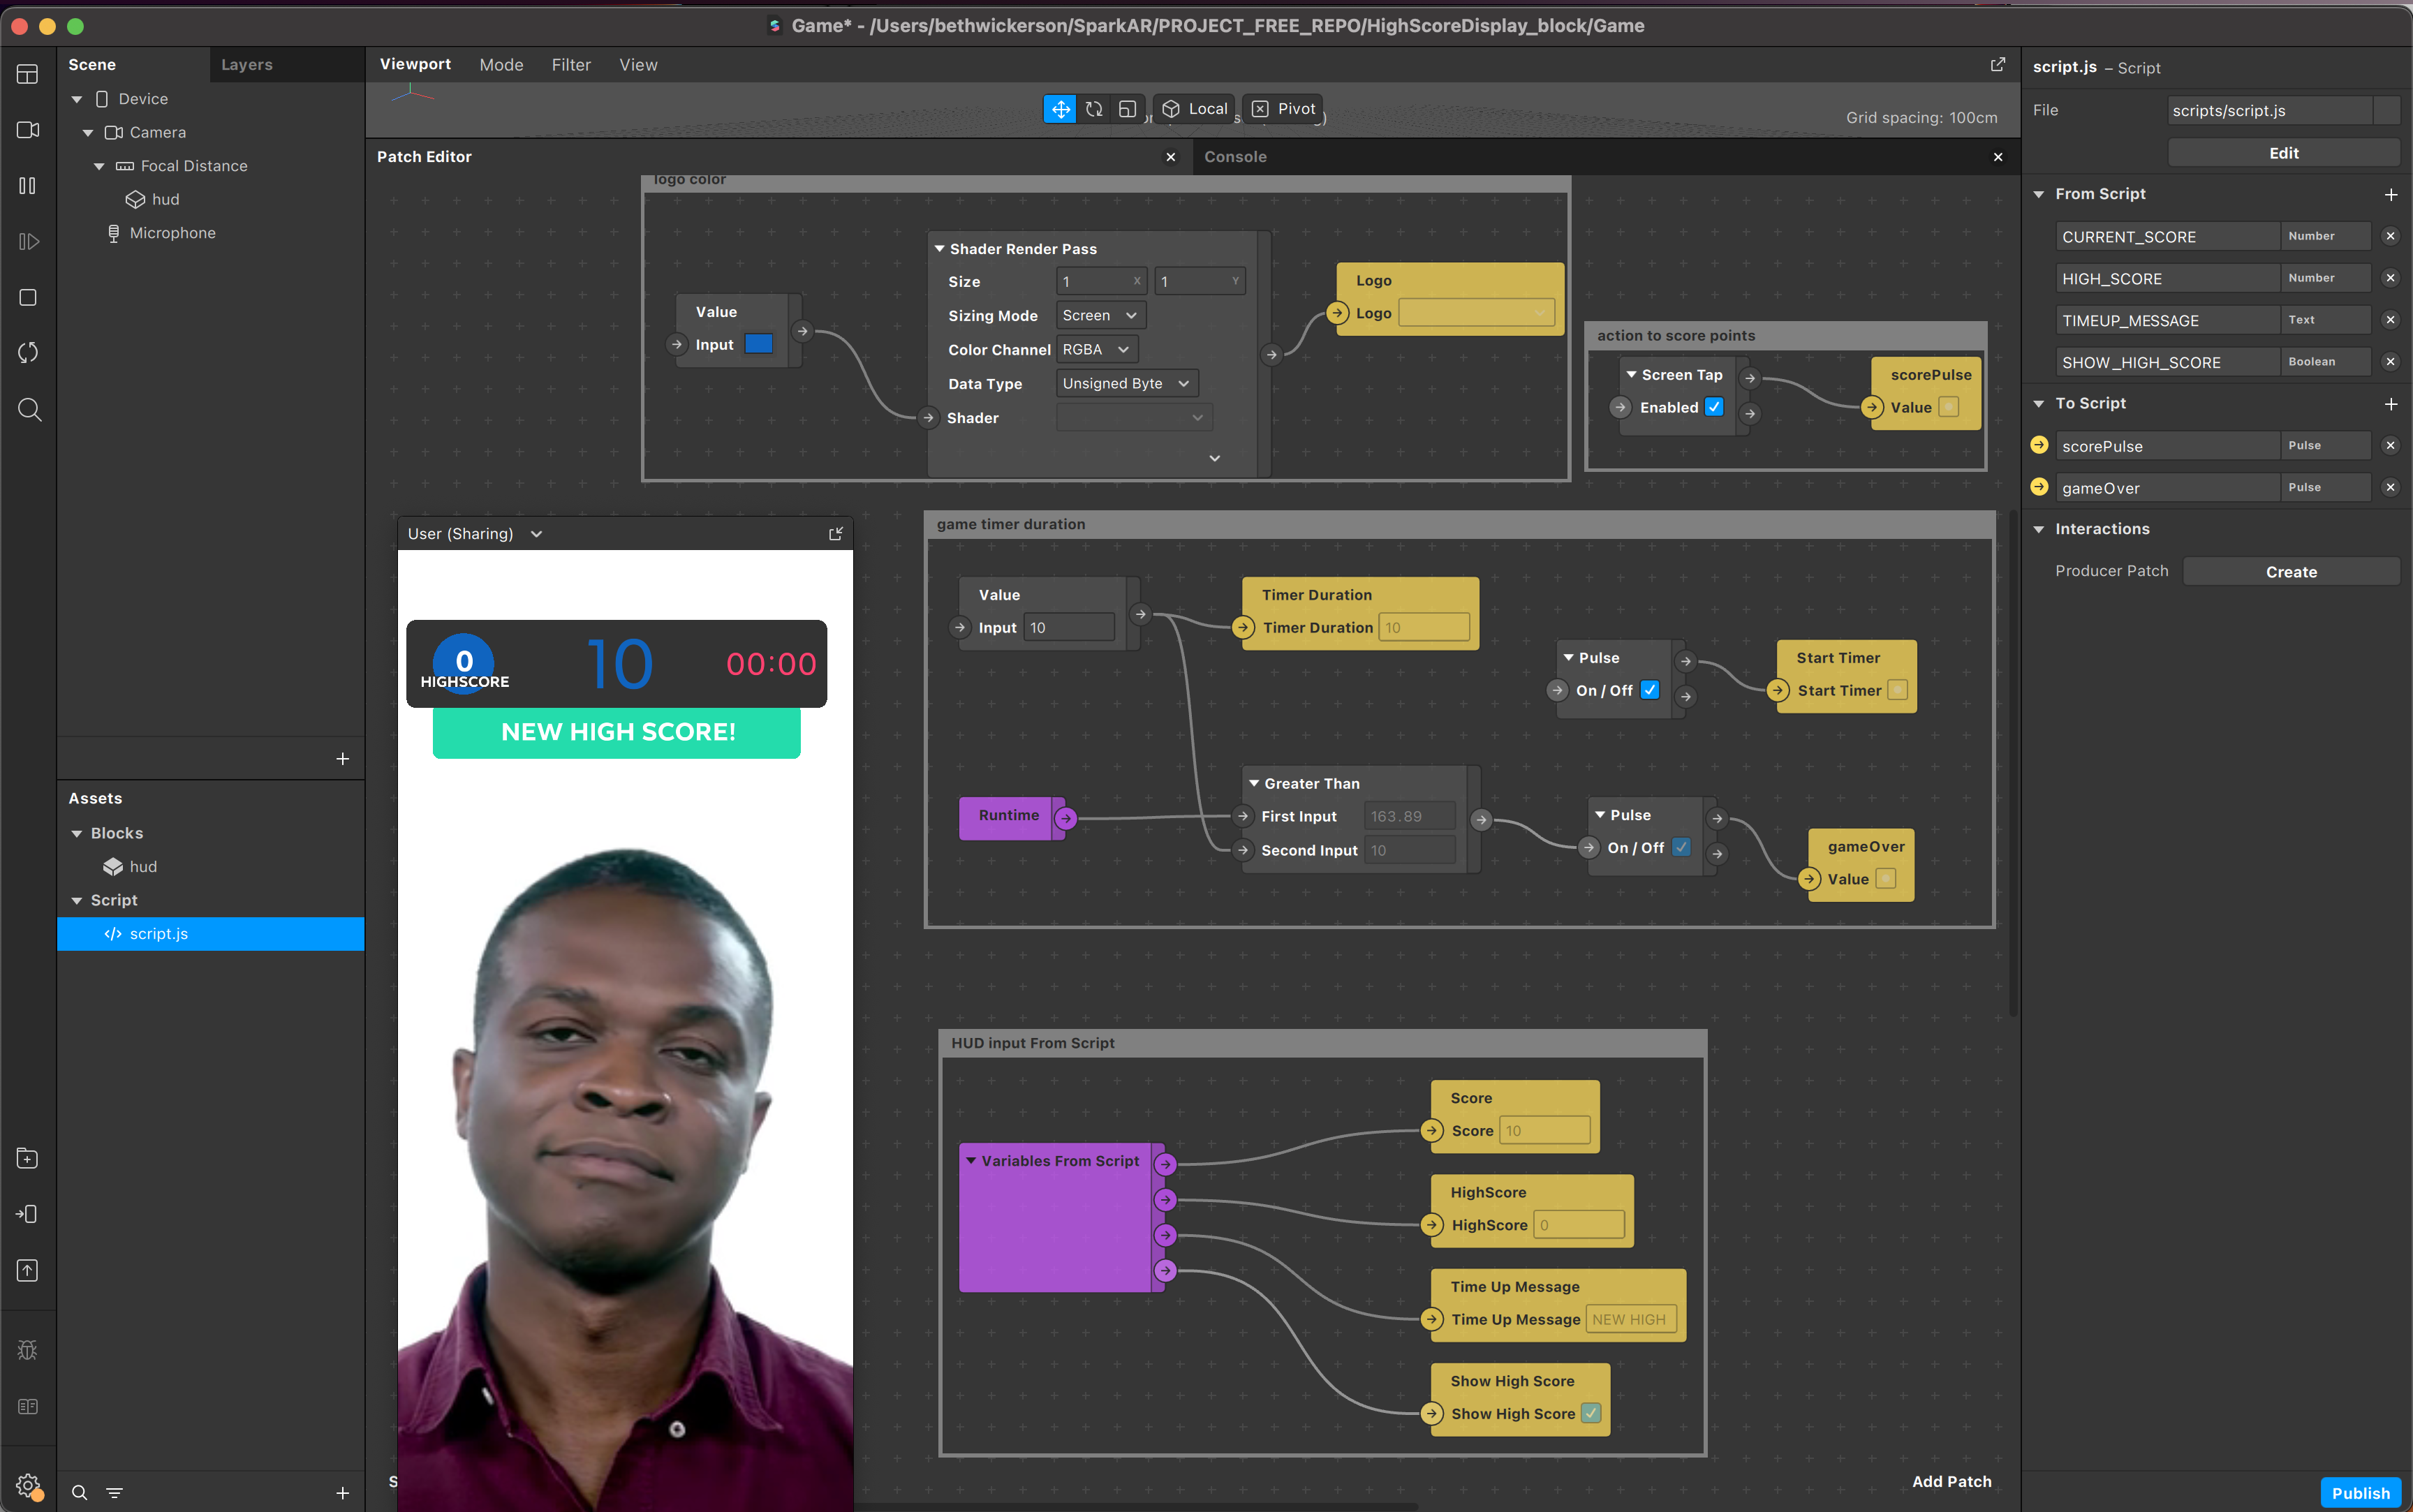 Game* - /Users/bethwickerson/SparkAR/PROJECT_FREE_REPO/HighScoreDisplay_block/Game
Scene
Layers
Device
Camera
Focal Distance
hud
Microphone
Assets
Blocks
hud
Script
script.js
Viewport
Mode
Filter
View
Local
Pivot
Grid spacing: 100cm
Patch Editor
Console
logo color
Value
Input
Shader Render Pass
Size 1 X 1 Y
Sizing Mode Screen
Color Channel RGBA
Data Type Unsigned Byte
Shader
Logo
Logo
action to score points
Screen Tap
Enabled
scorePulse
Value
User (Sharing)
0
HIGHSCORE
10
00:00
NEW HIGH SCORE!
game timer duration
Value
Input 10
Timer Duration
Timer Duration 10
Pulse
On / Off
Start Timer
Start Timer
Runtime
Greater Than
First Input 163.89
Second Input 10
Pulse
On / Off
gameOver
Value
HUD input From Script
Variables From Script
Score
Score 10
HighScore
HighScore 0
Time Up Message
Time Up Message NEW HIGH
Show High Score
Show High Score
Add Patch
script.js – Script
File scripts/script.js
Edit
From Script
CURRENT_SCORE Number
HIGH_SCORE Number
TIMEUP_MESSAGE Text
SHOW_HIGH_SCORE Boolean
To Script
scorePulse Pulse
gameOver Pulse
Interactions
Producer Patch Create
Publish